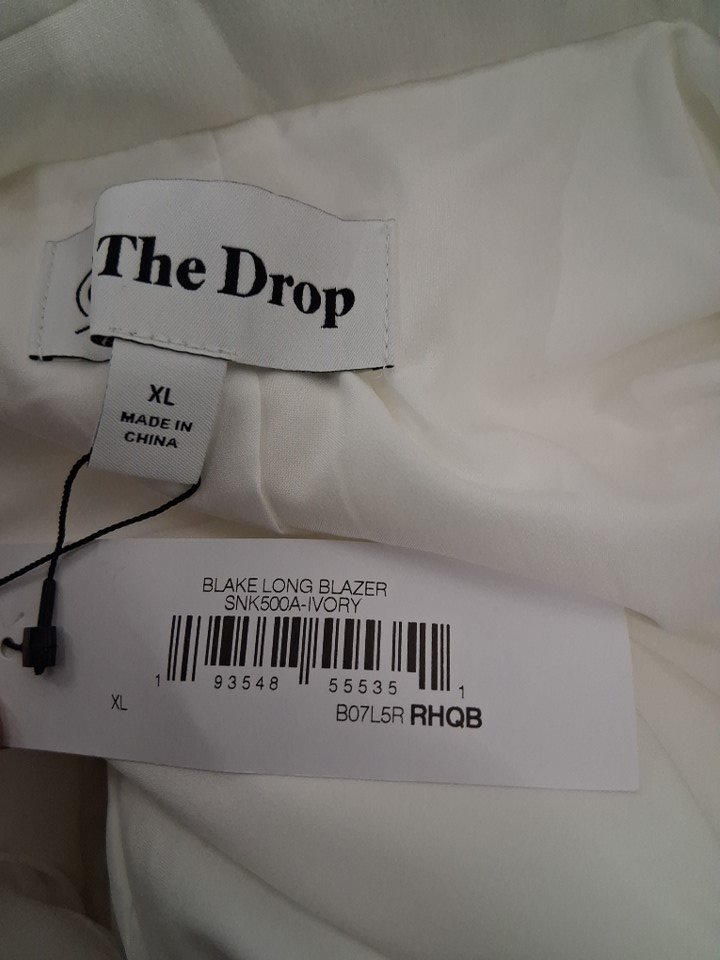 The Drop
XL
MADE IN
CHINA
BLAKE LONG BLAZER
SNK500A-IVORY
1 93548 55535 1
XL
B07L5R RHQB